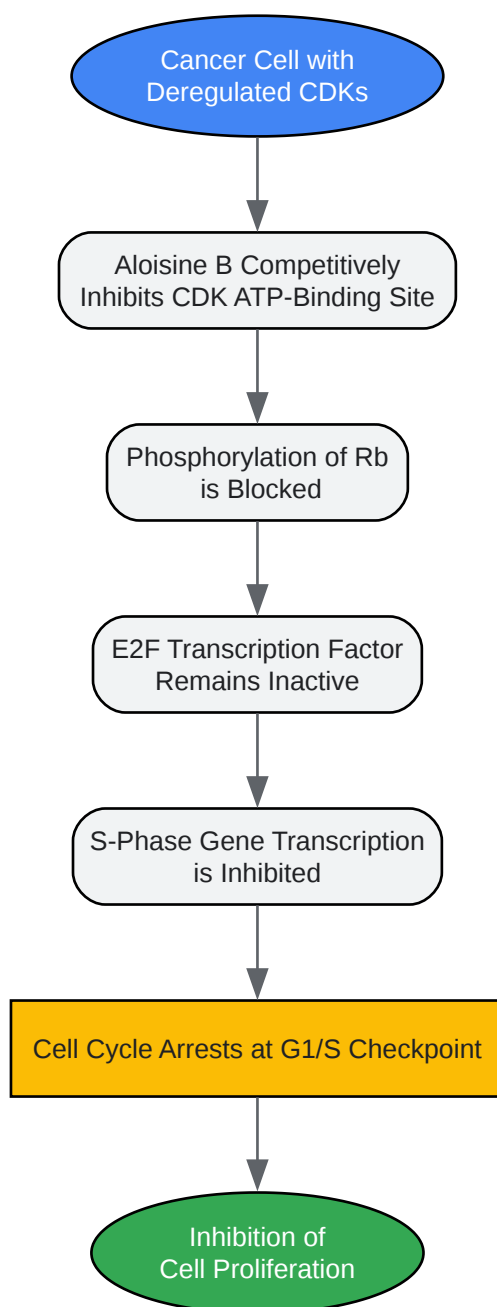 Cancer Cell with
Deregulated CDKs
Aloisine B Competitively
Inhibits CDK ATP-Binding Site
Phosphorylation of Rb
is Blocked
E2F Transcription Factor
Remains Inactive
S-Phase Gene Transcription
is Inhibited
Cell Cycle Arrests at G1/S Checkpoint
Inhibition of
Cell Proliferation